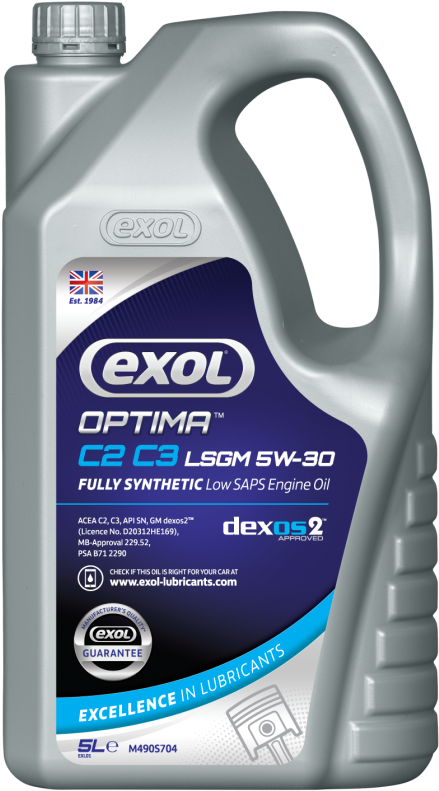 exol
Est. 1984
exol
OPTIMA™
C2 C3 LSGM 5W-30
FULLY SYNTHETIC Low SAPS Engine Oil
ACEA C2, C3, API SN, GM dexos2™
(Licence No. D20312HE169),
MB-Approval 229.52,
PSA B71 2290
dexos2™
APPROVED
CHECK IF THIS OIL IS RIGHT FOR YOUR CAR AT
www.exol-lubricants.com
MANUFACTURER'S QUALITY
exol
GUARANTEE
EXCELLENCE IN LUBRICANTS
5L e
M490S704